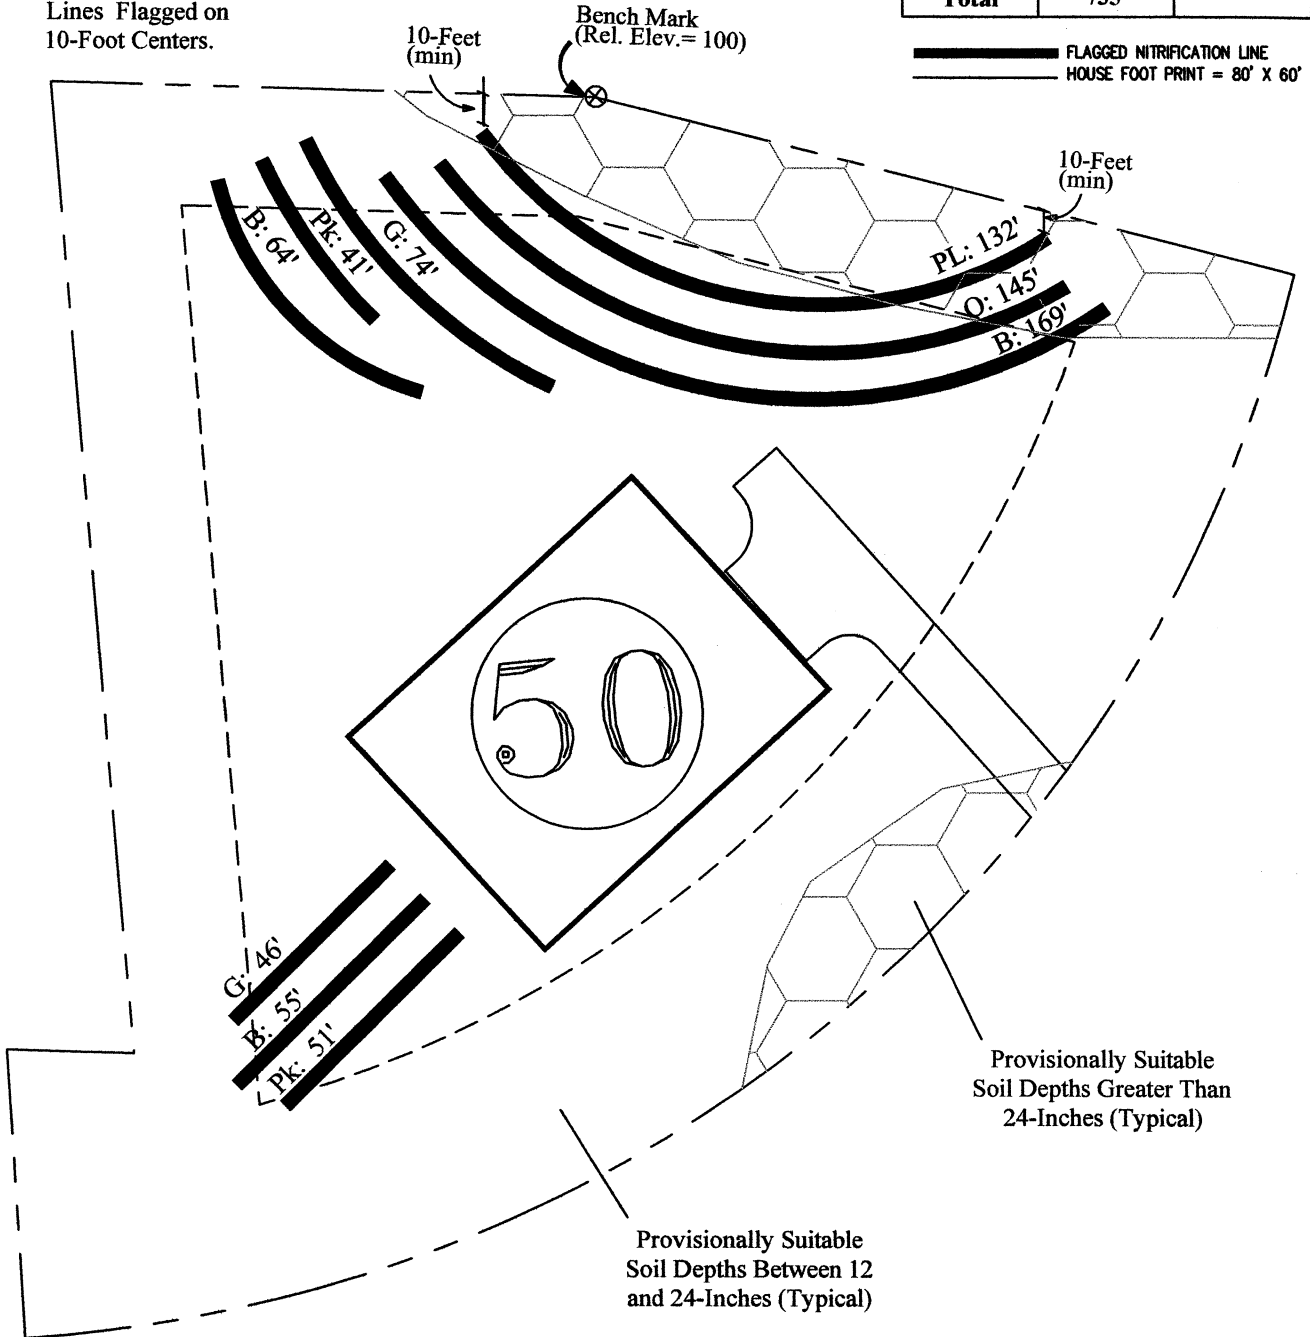 Lines Flagged on
10-Foot Centers.
10-Feet
(min)
Bench Mark
(Rel. Elev.= 100)
Total
FLAGGED NITRIFICATION LINE
HOUSE FOOT PRINT = 80' X 60'
10-Feet
(min)
B: 64'
Pk: 41'
G: 74'
PL: 132'
O: 145'
B: 169'
50
G: 46'
B: 55'
Pk: 51'
Provisionally Suitable
Soil Depths Greater Than
24-Inches (Typical)
Provisionally Suitable
Soil Depths Between 12
and 24-Inches (Typical)